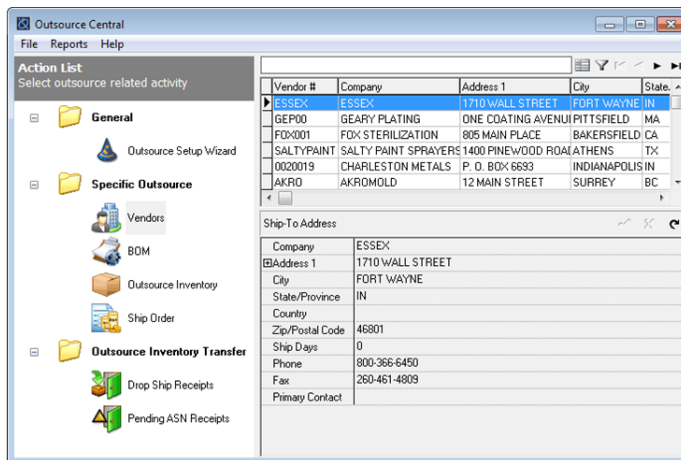 Outsource Central
File Reports Help
Action List
Select outsource related activity
General
Outsource Setup Wizard
Specific Outsource
Vendors
BOM
Outsource Inventory
Ship Order
Outsource Inventory Transfer
Drop Ship Receipts
Pending ASN Receipts
Vendor # Company Address 1 City State.
ESSEX ESSEX 1710 WALL STREET FORT WAYNE IN
GEP00 GEARY PLATING ONE COATING AVENUI PITTSFIELD MA
FOX001 FOX STERILIZATION 805 MAIN PLACE BAKERSFIELD CA
SALTYPAINT SALTY PAINT SPRAYERS 1400 PINEWOOD ROAI ATHENS TX
0020019 CHARLESTON METALS P. O. BOX 6693 INDIANAPOLIS IN
AKRO AKROMOLD 12 MAIN STREET SURREY BC
Ship-To Address
Company ESSEX
Address 1 1710 WALL STREET
City FORT WAYNE
State/Province IN
Country
Zip/Postal Code 46801
Ship Days 0
Phone 800-366-6450
Fax 260-461-4809
Primary Contact